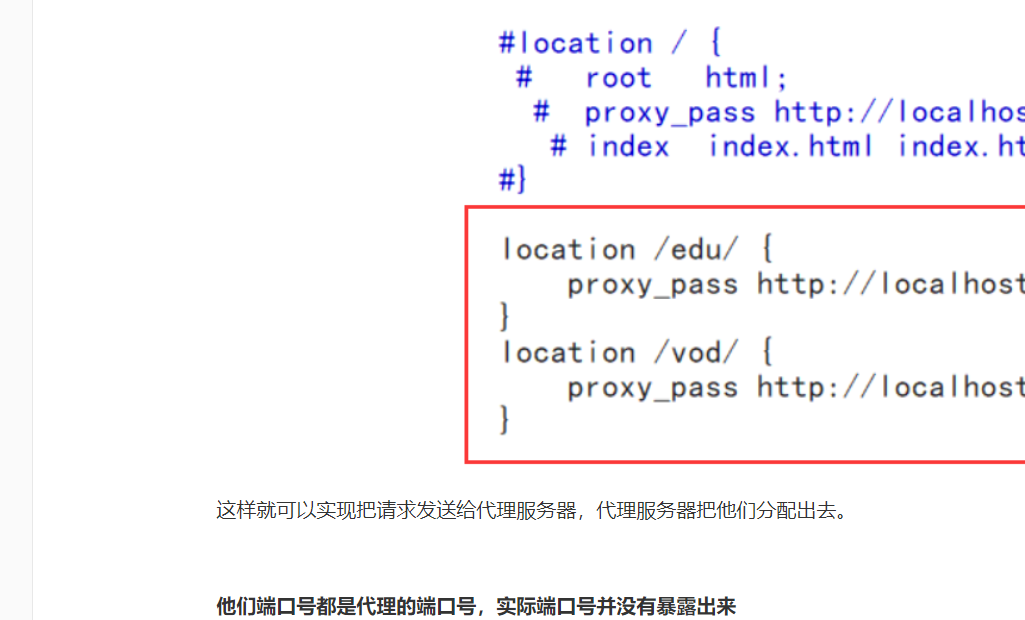 #location / {
#   root   html;
#  proxy_pass http://localhos
# index  index.html index.ht
#}
location /edu/ {
proxy_pass http://localhost
}
location /vod/ {
proxy_pass http://localhost
}
这样就可以实现把请求发送给代理服务器，代理服务器把他们分配出去。
他们端口号都是代理的端口号，实际端口号并没有暴露出来